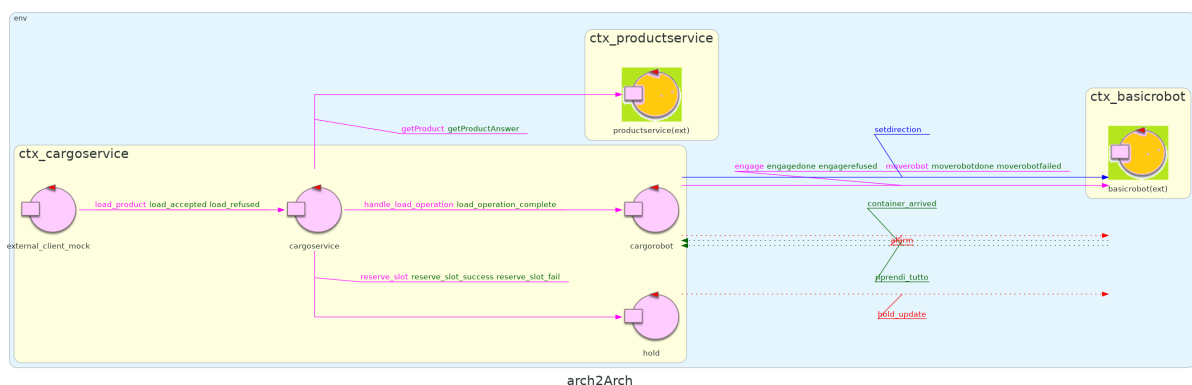 env
ctx_productservice
productservice(ext)
getProduct getProductAnswer
ctx_basicrobot
basicrobot(ext)
setdirection
engage engagedone engagerefused moverobot moverobotdone moverobotfailed
ctx_cargoservice
external_client_mock
load_product load_accepted load_refused
cargoservice
handle_load_operation load_operation_complete
cargorobot
container_arrived
alarm
riprendi_tutto
reserve_slot reserve_slot_success reserve_slot_fail
hold_update
hold
arch2Arch